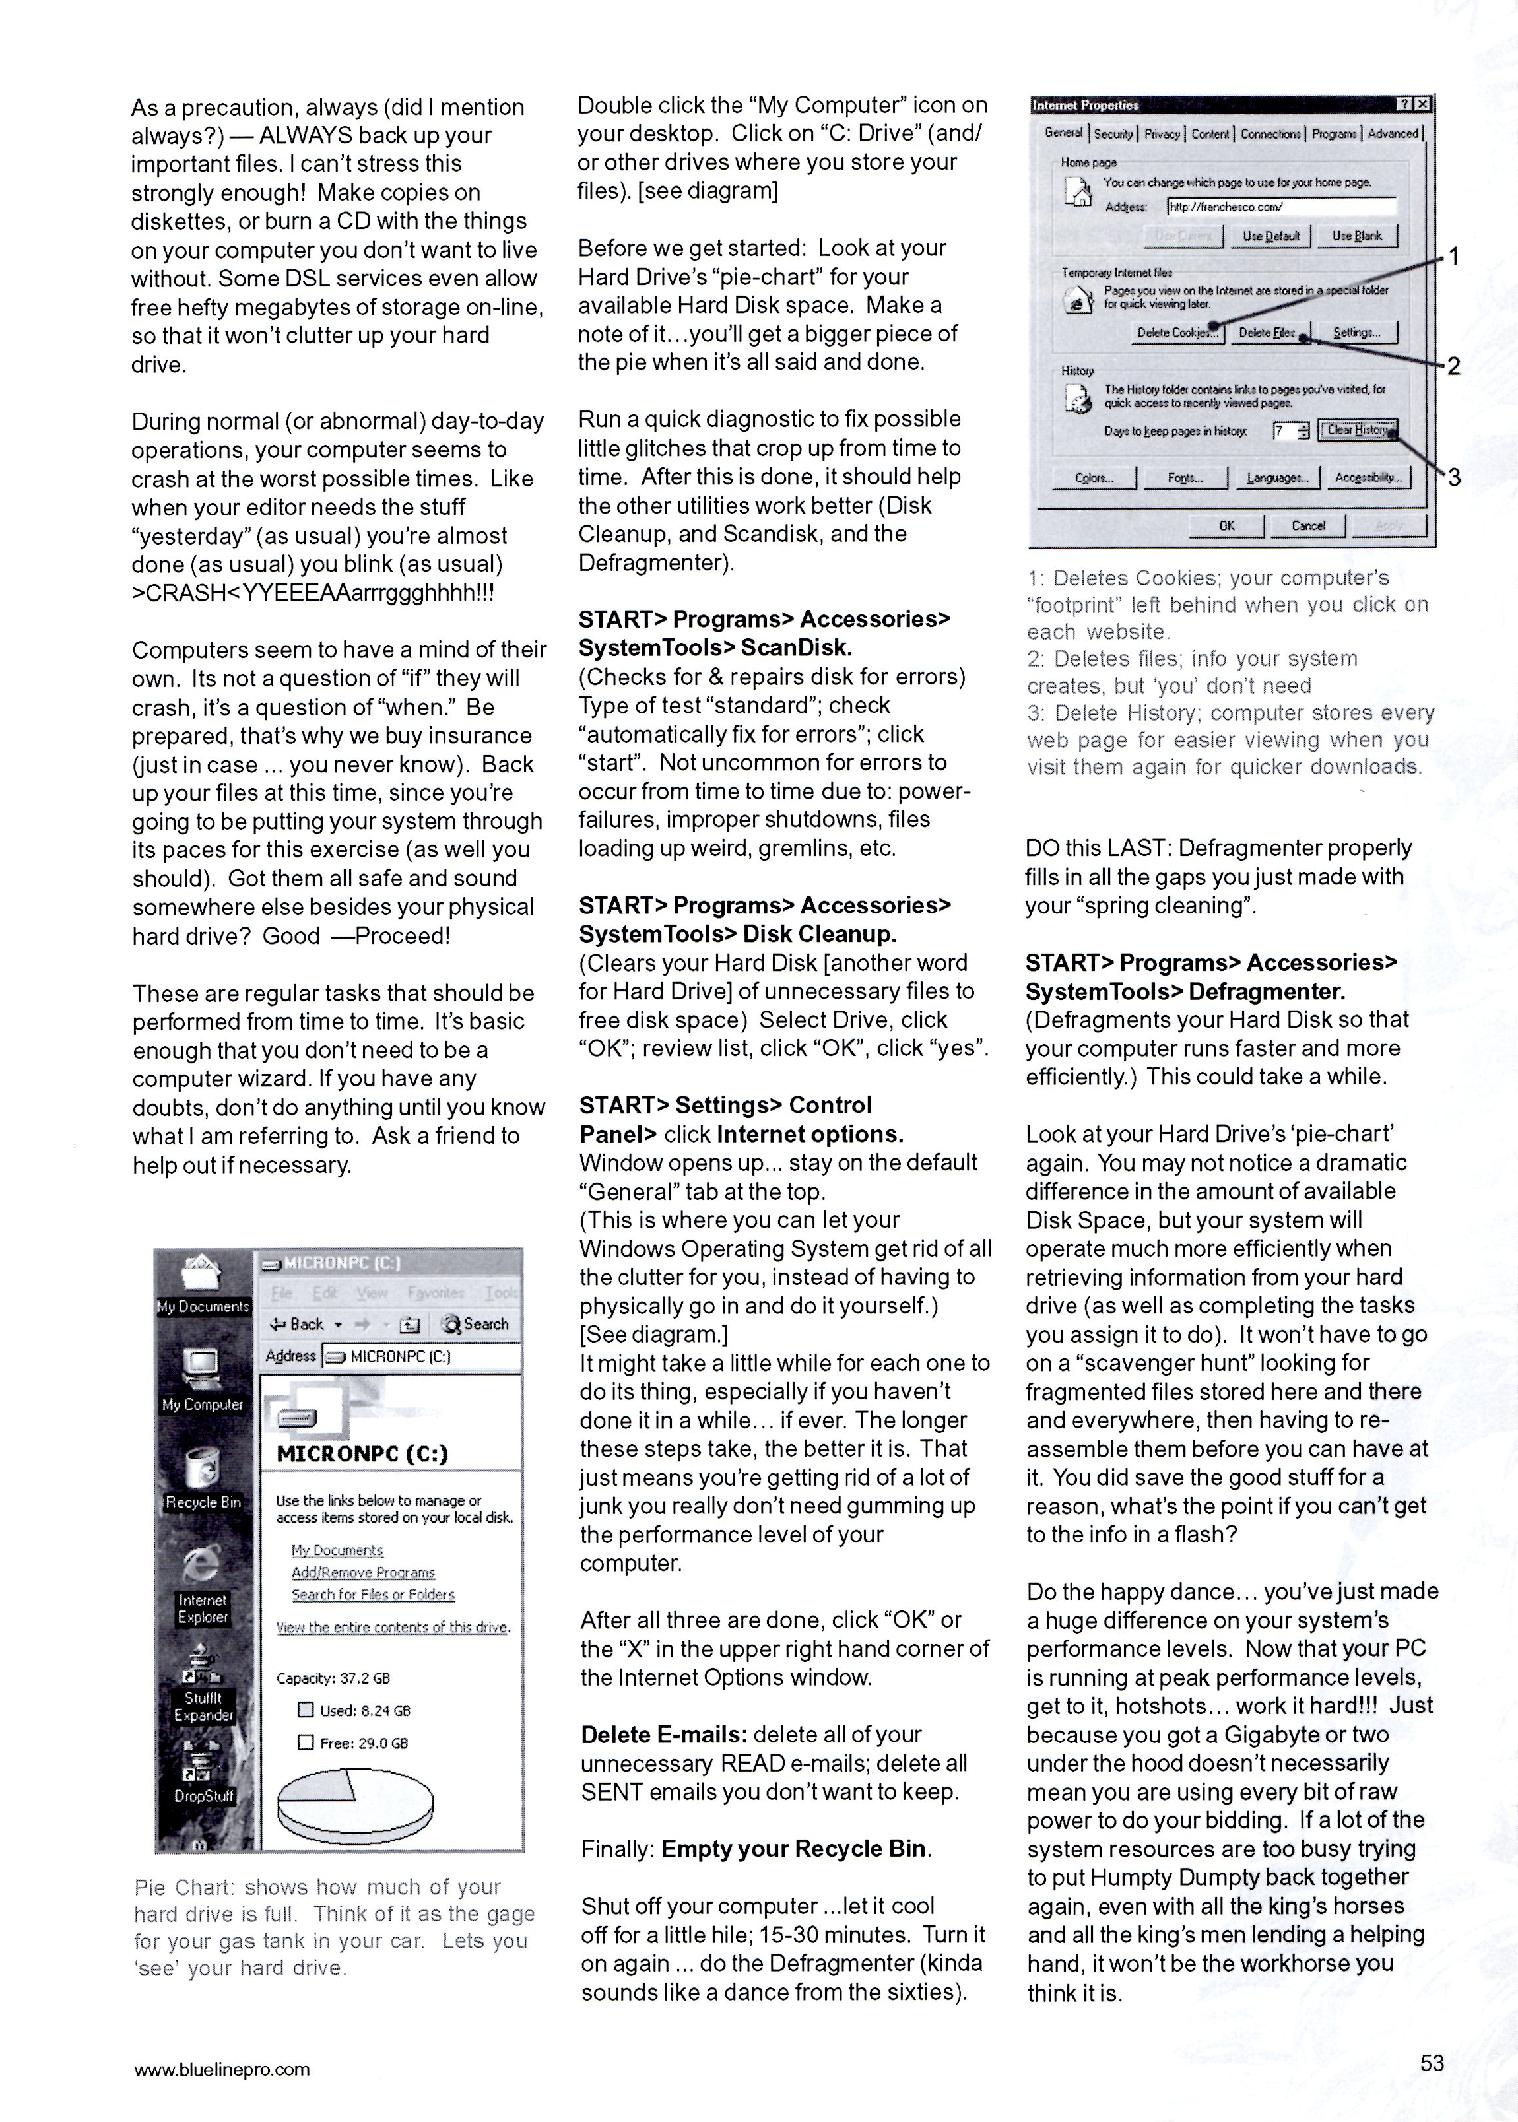 As a precaution, always (did I mention
always?) — ALWAYS back up your
important files. I can't stress this
strongly enough!  Make copies on
diskettes, or burn a CD with the things
on your computer you don't want to live
without. Some DSL services even allow
free hefty megabytes of storage on-line,
so that it won't clutter up your hard
drive.

During normal (or abnormal) day-to-day
operations, your computer seems to
crash at the worst possible times.  Like
when your editor needs the stuff
“yesterday” (as usual) you're almost
done (as usual) you blink (as usual)
>CRASH<YYEEEAAarrrggghhhh!!!

Computers seem to have a mind of their
own.  Its not a question of “if” they will
crash, it's a question of “when.”  Be
prepared, that's why we buy insurance
(just in case ... you never know).  Back
up your files at this time, since you're
going to be putting your system through
its paces for this exercise (as well you
should).  Got them all safe and sound
somewhere else besides your physical
hard drive?  Good  —Proceed!

These are regular tasks that should be
performed from time to time.  It's basic
enough that you don't need to be a
computer wizard. If you have any
doubts, don't do anything until you know
what I am referring to.  Ask a friend to
help out if necessary.

My Documents
My Computer
Recycle Bin
Internet
Explorer
StuffIt
Expander
DropStuff
MICRONPC (C:)
File Edit View Favorites Tools
Back Search
Address MICRONPC (C:)
MICRONPC (C:)
Use the links below to manage or
access items stored on your local disk.
My Documents
Add/Remove Programs
Search for Files or Folders
View the entire contents of this drive.
Capacity: 37.2 GB
Used: 8.24 GB
Free: 29.0 GB

Pie Chart: shows how much of your
hard drive is full.  Think of it as the gage
for your gas tank in your car.  Lets you
'see' your hard drive.

Double click the “My Computer” icon on
your desktop.  Click on “C: Drive” (and/
or other drives where you store your
files). [see diagram]

Before we get started:  Look at your
Hard Drive's “pie-chart” for your
available Hard Disk space.  Make a
note of it...you'll get a bigger piece of
the pie when it's all said and done.

Run a quick diagnostic to fix possible
little glitches that crop up from time to
time.  After this is done, it should help
the other utilities work better (Disk
Cleanup, and Scandisk, and the
Defragmenter).

START> Programs> Accessories>
SystemTools> ScanDisk.
(Checks for & repairs disk for errors)
Type of test “standard”; check
“automatically fix for errors”; click
“start”.  Not uncommon for errors to
occur from time to time due to: power-
failures, improper shutdowns, files
loading up weird, gremlins, etc.

START> Programs> Accessories>
SystemTools> Disk Cleanup.
(Clears your Hard Disk [another word
for Hard Drive] of unnecessary files to
free disk space)  Select Drive, click
“OK”; review list, click “OK”, click “yes”.

START> Settings> Control
Panel> click Internet options.
Window opens up... stay on the default
“General” tab at the top.
(This is where you can let your
Windows Operating System get rid of all
the clutter for you, instead of having to
physically go in and do it yourself.)
[See diagram.]
It might take a little while for each one to
do its thing, especially if you haven't
done it in a while... if ever. The longer
these steps take, the better it is. That
just means you're getting rid of a lot of
junk you really don't need gumming up
the performance level of your
computer.

After all three are done, click “OK” or
the “X” in the upper right hand corner of
the Internet Options window.

Delete E-mails: delete all of your
unnecessary READ e-mails; delete all
SENT emails you don't want to keep.

Finally: Empty your Recycle Bin.

Shut off your computer ...let it cool
off for a little hile; 15-30 minutes.  Turn it
on again ... do the Defragmenter (kinda
sounds like a dance from the sixties).

Internet Properties
General Security Privacy Content Connections Programs Advanced
Home page
You can change which page to use for your home page.
Address: http://franchesco.com/
Use Current Use Default Use Blank
Temporary Internet files
Pages you view on the Internet are stored in a special folder
for quick viewing later.
Delete Cookies... Delete Files... Settings...
History
The History folder contains links to pages you've visited, for
quick access to recently viewed pages.
Days to keep pages in history: 7 Clear History
Colors... Fonts... Languages... Accessibility...
OK Cancel Apply
1
2
3

1: Deletes Cookies; your computer's
“footprint” left behind when you click on
each website.
2: Deletes files; info your system
creates, but 'you' don't need
3: Delete History; computer stores every
web page for easier viewing when you
visit them again for quicker downloads.

DO this LAST: Defragmenter properly
fills in all the gaps you just made with
your “spring cleaning”.

START> Programs> Accessories>
SystemTools> Defragmenter.
(Defragments your Hard Disk so that
your computer runs faster and more
efficiently.)  This could take a while.

Look at your Hard Drive's 'pie-chart'
again. You may not notice a dramatic
difference in the amount of available
Disk Space, but your system will
operate much more efficiently when
retrieving information from your hard
drive (as well as completing the tasks
you assign it to do).  It won't have to go
on a “scavenger hunt” looking for
fragmented files stored here and there
and everywhere, then having to re-
assemble them before you can have at
it. You did save the good stuff for a
reason, what's the point if you can't get
to the info in a flash?

Do the happy dance... you've just made
a huge difference on your system's
performance levels.  Now that your PC
is running at peak performance levels,
get to it, hotshots... work it hard!!!  Just
because you got a Gigabyte or two
under the hood doesn't necessarily
mean you are using every bit of raw
power to do your bidding.  If a lot of the
system resources are too busy trying
to put Humpty Dumpty back together
again, even with all the king's horses
and all the king's men lending a helping
hand, it won't be the workhorse you
think it is.

www.bluelinepro.com
53